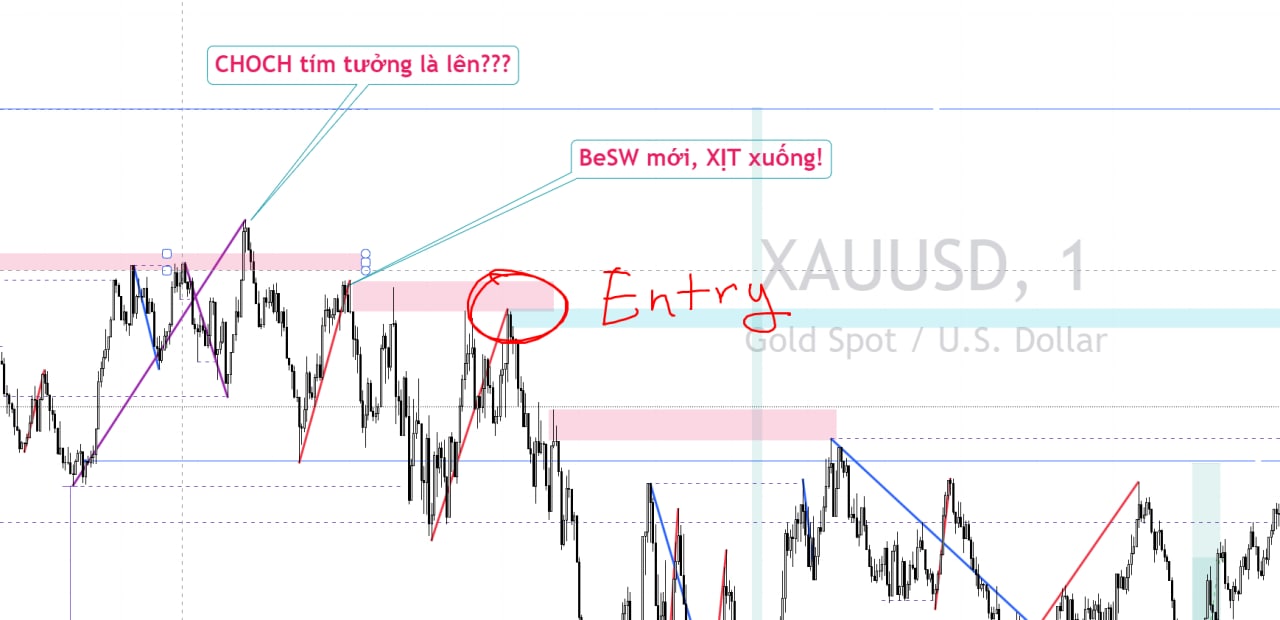 CHOCH tím tưởng là lên???
BeSW mới, XỊT xuống!
XAUUSD, 1
Entry
Gold Spot / U.S. Dollar